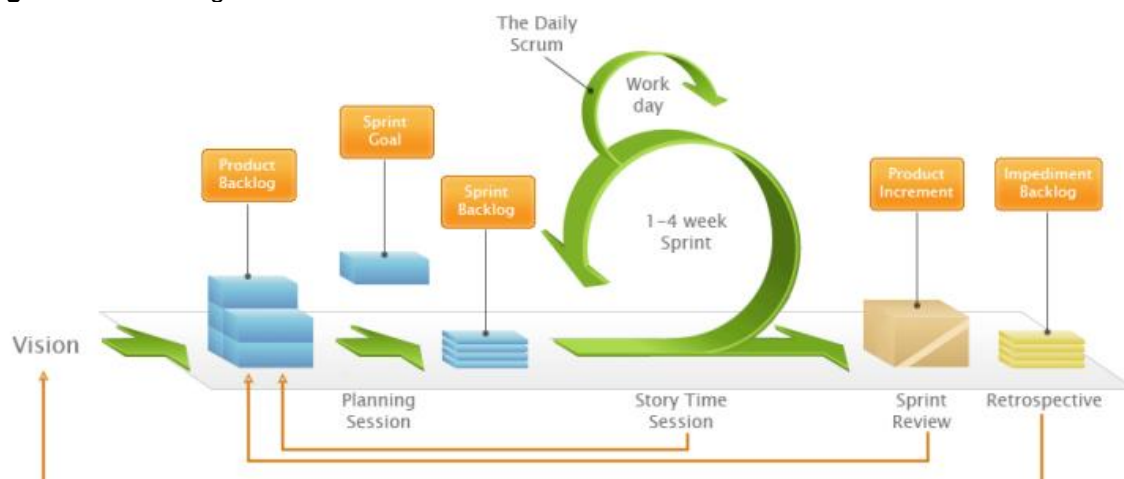 The Daily
Scrum
Work
day
Sprint
Goal
Product
Backlog
Sprint
Backlog
Product
Increment
Impediment
Backlog
1-4 week
Sprint
Vision
Planning
Session
Story Time
Session
Sprint
Review
Retrospective